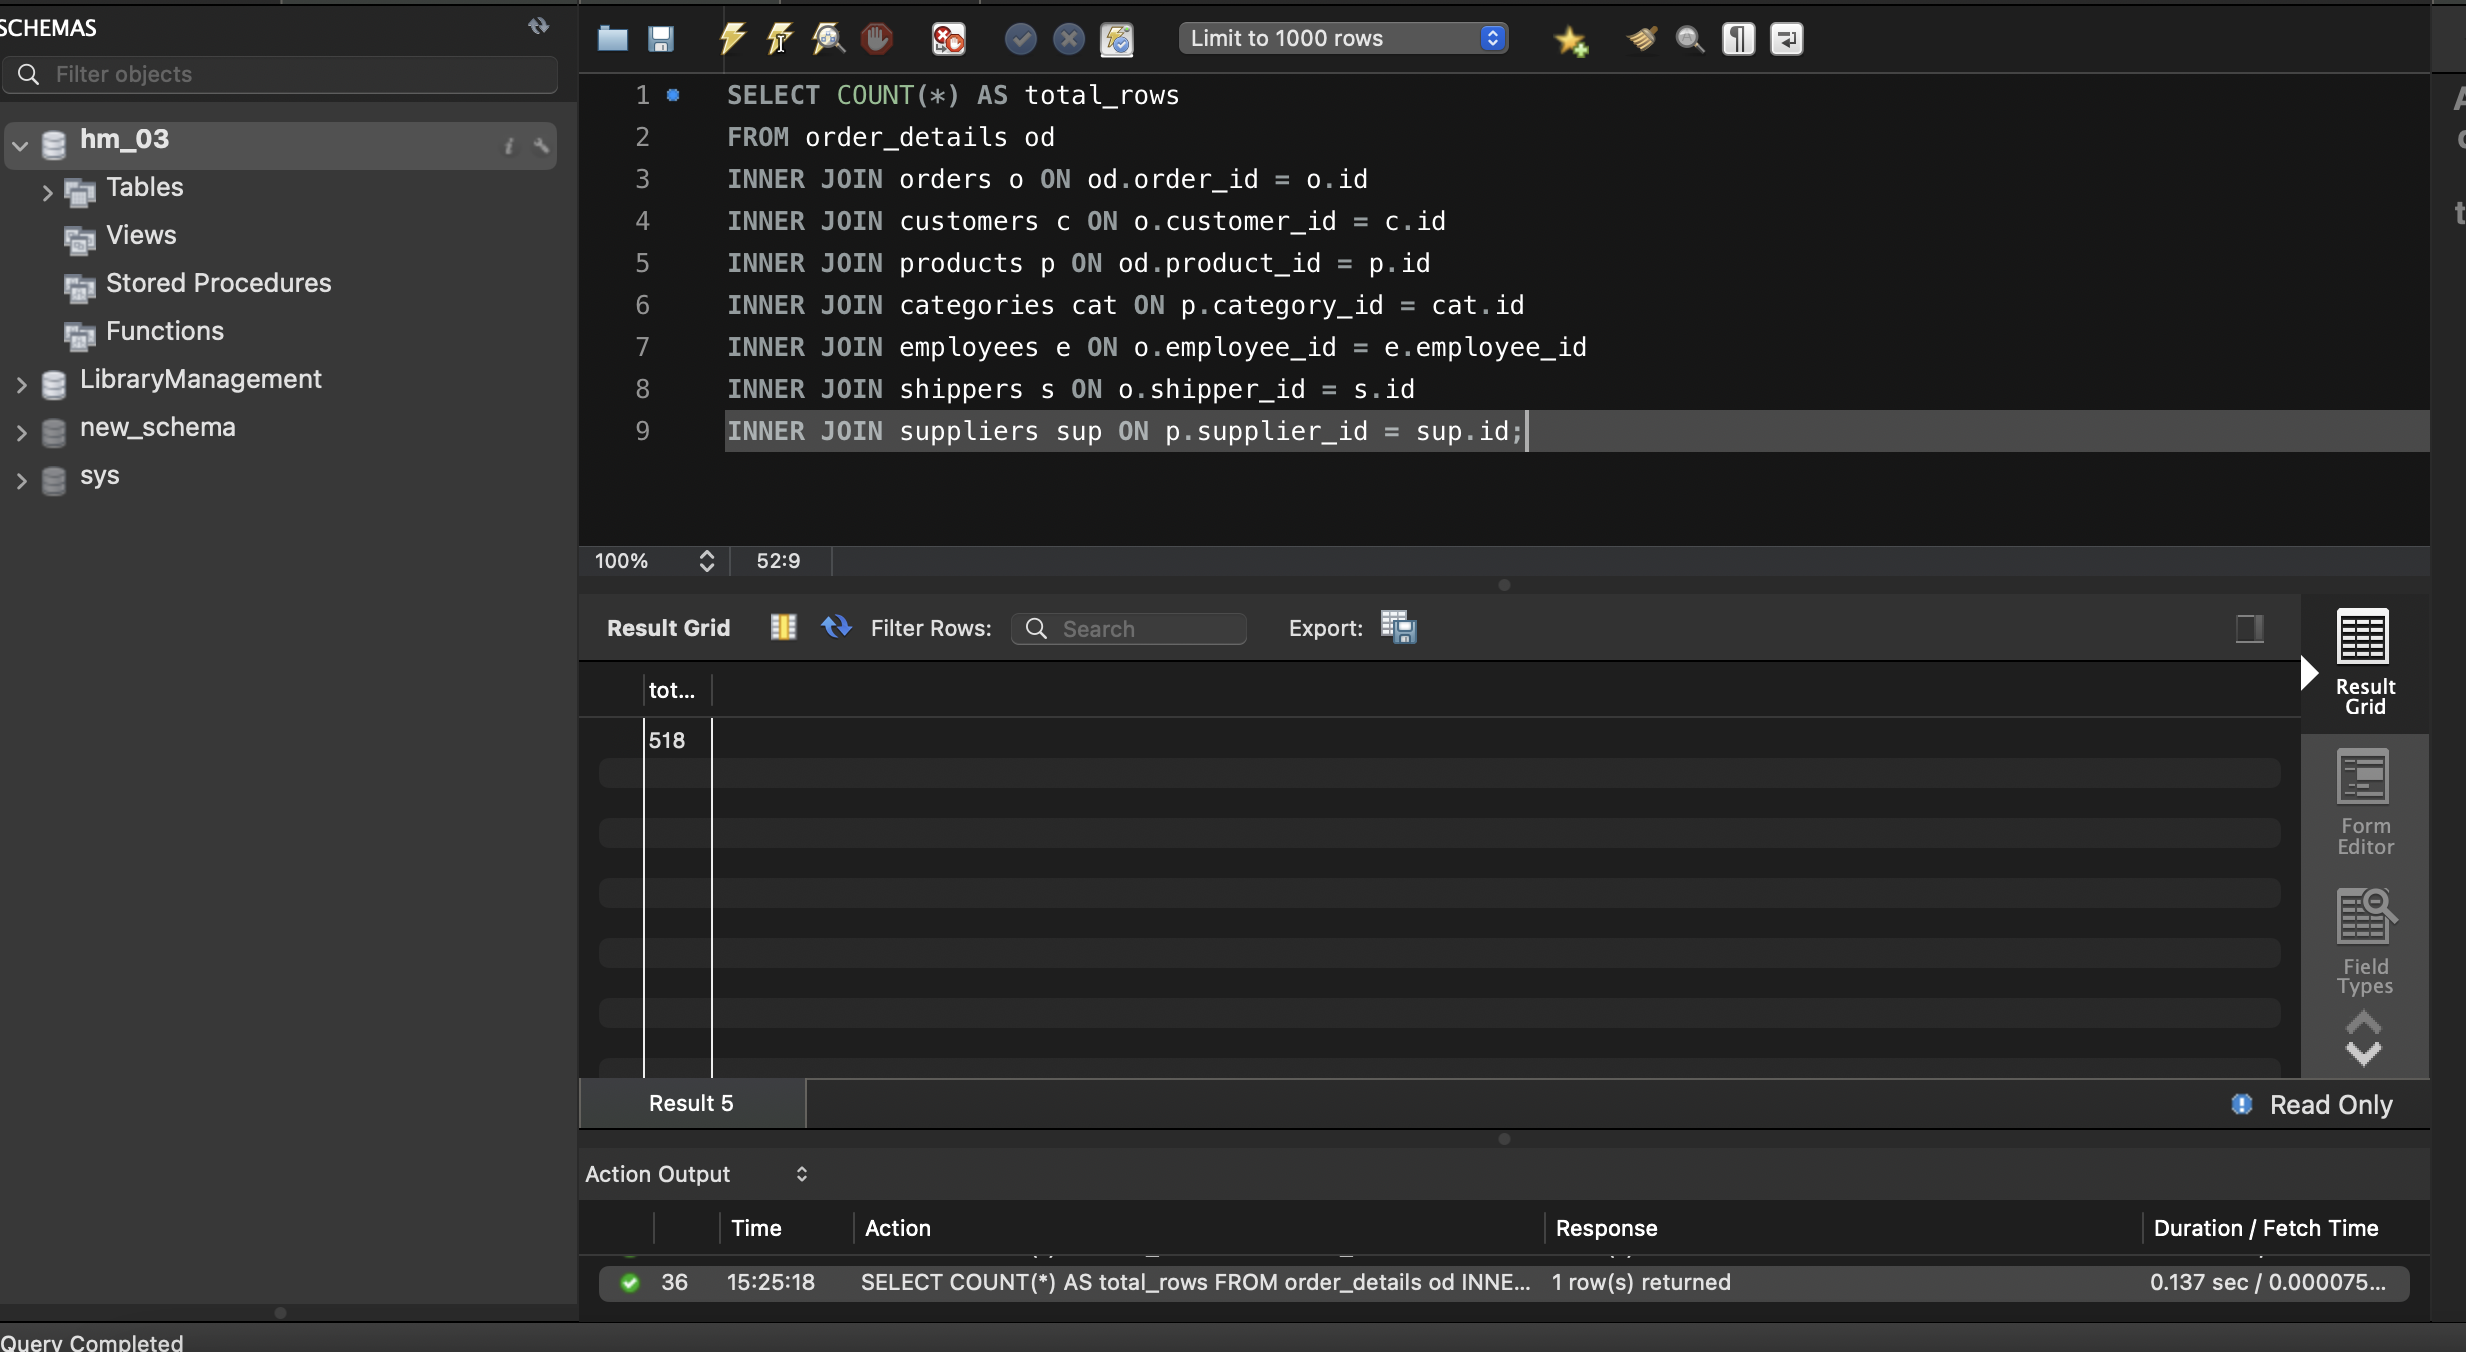 SCHEMAS
Filter objects
hm_03
Tables
Views
Stored Procedures
Functions
LibraryManagement
new_schema
sys
Limit to 1000 rows
1 SELECT COUNT(*) AS total_rows
2 FROM order_details od
3 INNER JOIN orders o ON od.order_id = o.id
4 INNER JOIN customers c ON o.customer_id = c.id
5 INNER JOIN products p ON od.product_id = p.id
6 INNER JOIN categories cat ON p.category_id = cat.id
7 INNER JOIN employees e ON o.employee_id = e.employee_id
8 INNER JOIN shippers s ON o.shipper_id = s.id
9 INNER JOIN suppliers sup ON p.supplier_id = sup.id;
100% 52:9
Result Grid Filter Rows: Search Export:
tot...
518
Result
Grid
Form
Editor
Field
Types
Result 5 Read Only
Action Output
Time Action Response Duration / Fetch Time
36 15:25:18 SELECT COUNT(*) AS total_rows FROM order_details od INNE... 1 row(s) returned 0.137 sec / 0.000075...
Query Completed